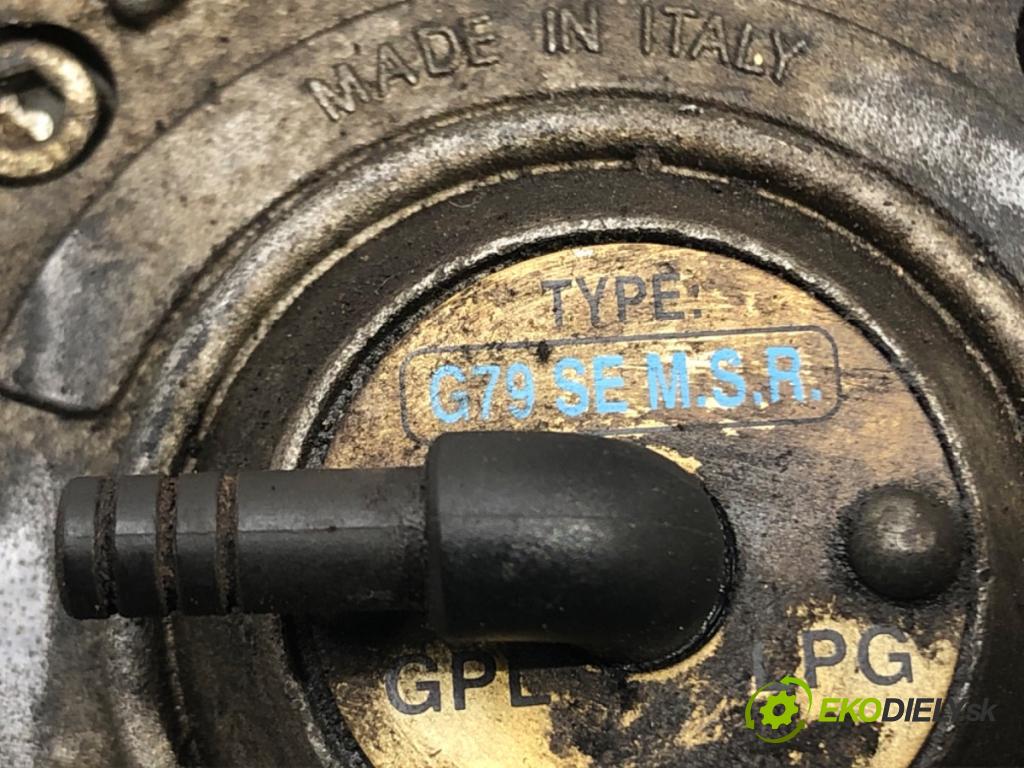 MADE IN ITALY
TYPE:
G79 SE M.S.R.
GPL LPG
EKODIELY.sk